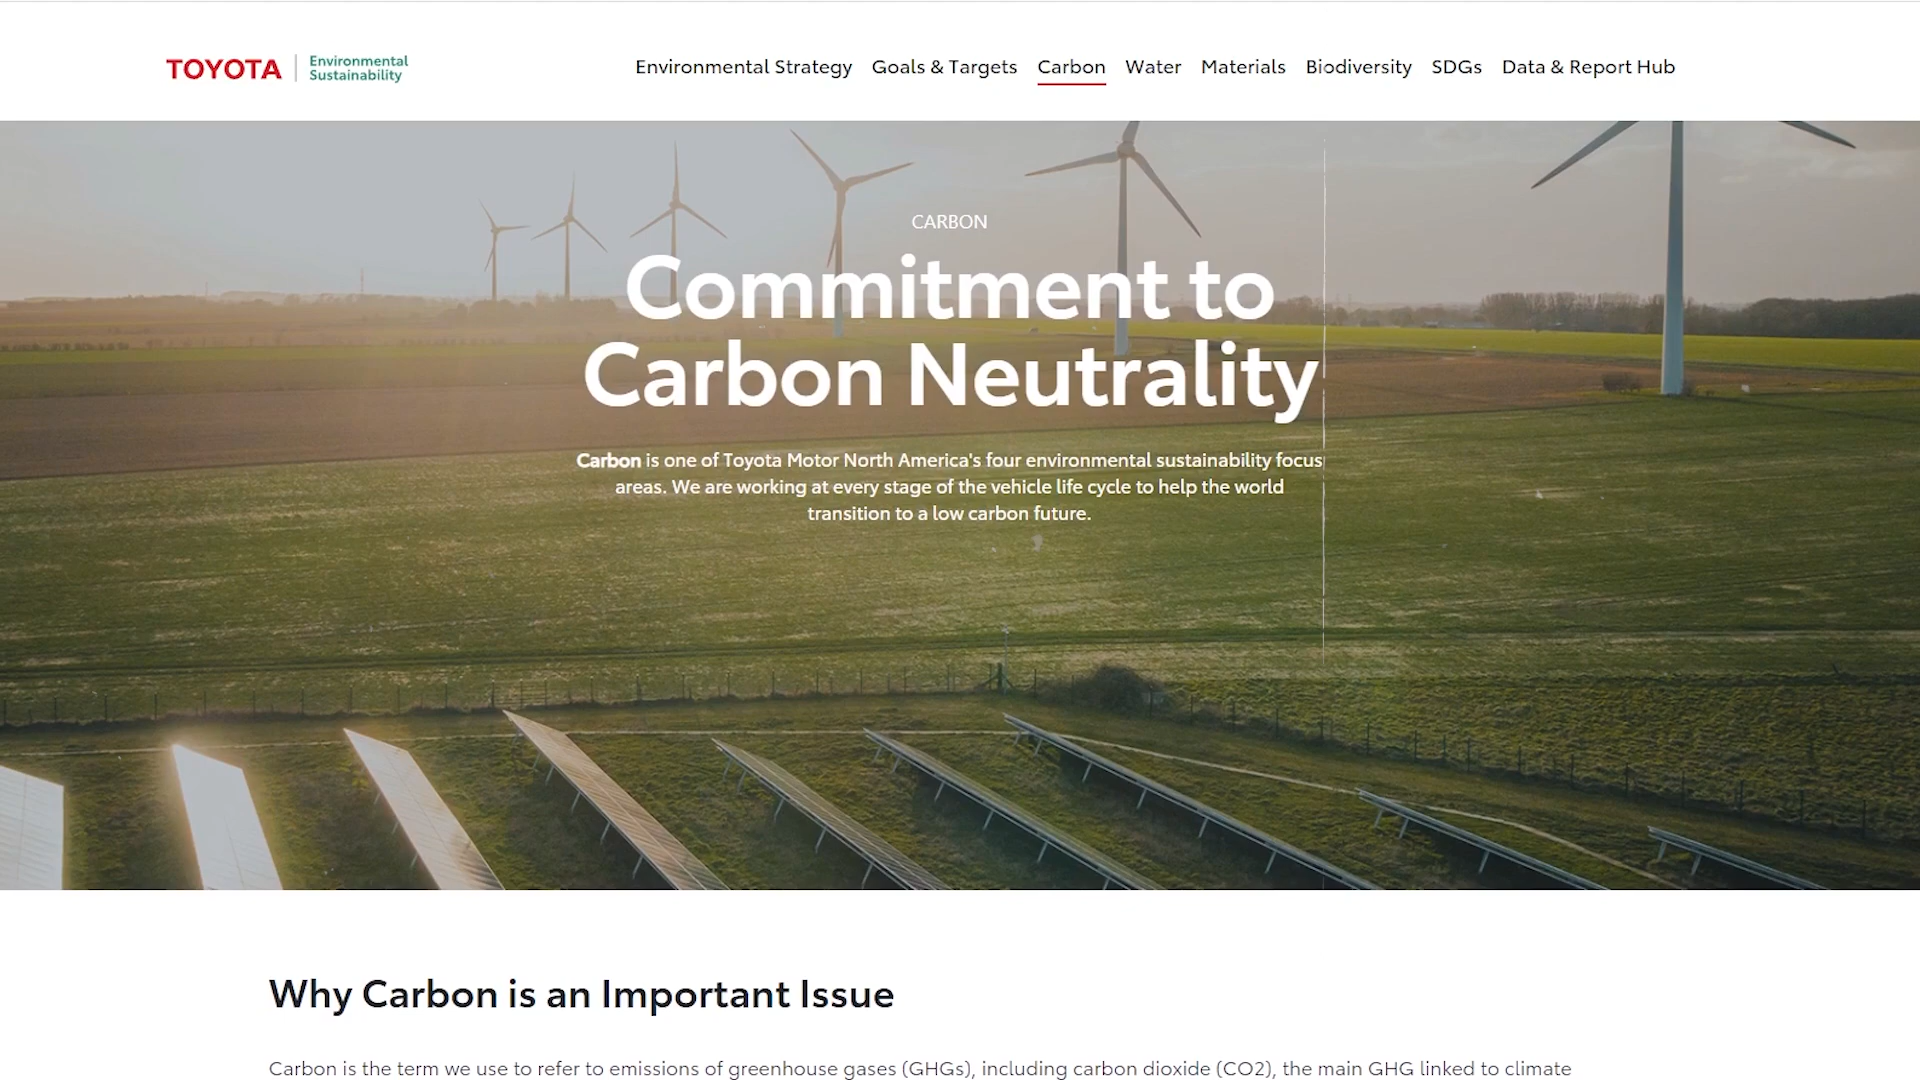 TOYOTA
Environmental
Sustainability
Environmental Strategy
Goals & Targets
Carbon
Water
Materials
Biodiversity
SDGs
Data & Report Hub
CARBON
Commitment to
Carbon Neutrality
Carbon is one of Toyota Motor North America's four environmental sustainability focus
areas. We are working at every stage of the vehicle life cycle to help the world
transition to a low carbon future.
Why Carbon is an Important Issue
Carbon is the term we use to refer to emissions of greenhouse gases (GHGs), including carbon dioxide (CO2), the main GHG linked to climate